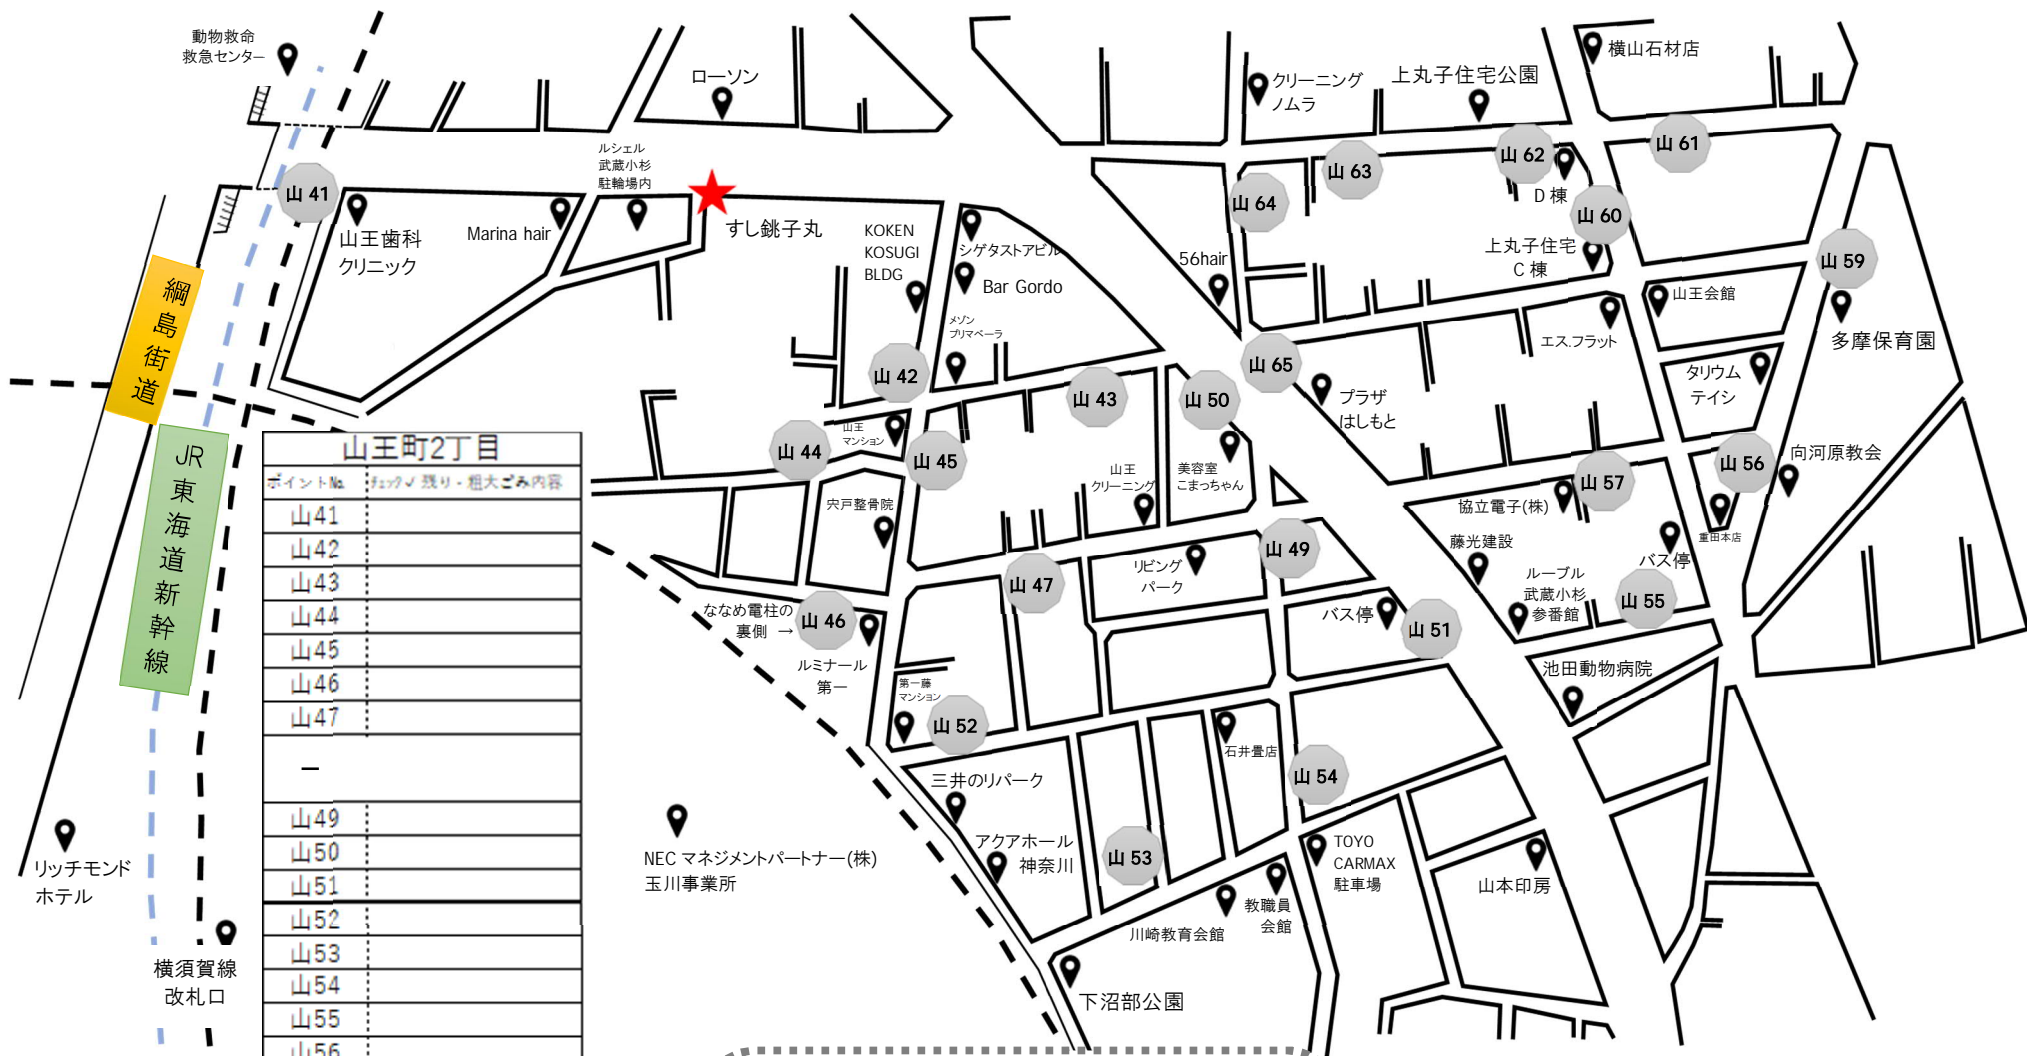 動物救命
救急センター
ローソン
クリーニング
ノムラ
上丸子住宅公園
横山石材店
山 41
山王歯科
クリニック
Marina hair
ルシェル
武蔵小杉
駐輪場内
すし銚子丸
KOKEN
KOSUGI
BLDG
シゲタストアビル
Bar Gordo
メゾン
プリマベーラ
56hair
山 64
山 63
山 62
D 棟
山 61
山 60
上丸子住宅
C 棟
山 59
山王会館
多摩保育園
エス.フラット
タリウム
テイシ
綱島街道
JR東海道新幹線
山 42
山 43
山 50
山 65
プラザ
はしもと
山 44
山王
マンション
山 45
山王
クリーニング
美容室
こまっちゃん
山 56
向河原教会
山 57
協立電子(株)
重田本店
宍戸整骨院
藤光建設
バス停
ルーブル
武蔵小杉
参番館
山 55
山 47
リビング
パーク
山 49
ななめ電柱の
裏側 →
山 46
バス停
山 51
ルミナール
第一
第一藤
マンション
山 52
池田動物病院
石井畳店
山 54
三井のリパーク
アクアホール
神奈川
山 53
TOYO
CARMAX
駐車場
山本印房
NEC マネジメントパートナー(株)
玉川事業所
教職員
会館
川崎教育会館
下沼部公園
リッチモンド
ホテル
横須賀線
改札口
山王町2丁目
ポイントNo. チェック✓ 残り・粗大ごみ内容
山41
山42
山43
山44
山45
山46
山47
―
山49
山50
山51
山52
山53
山54
山55
山56